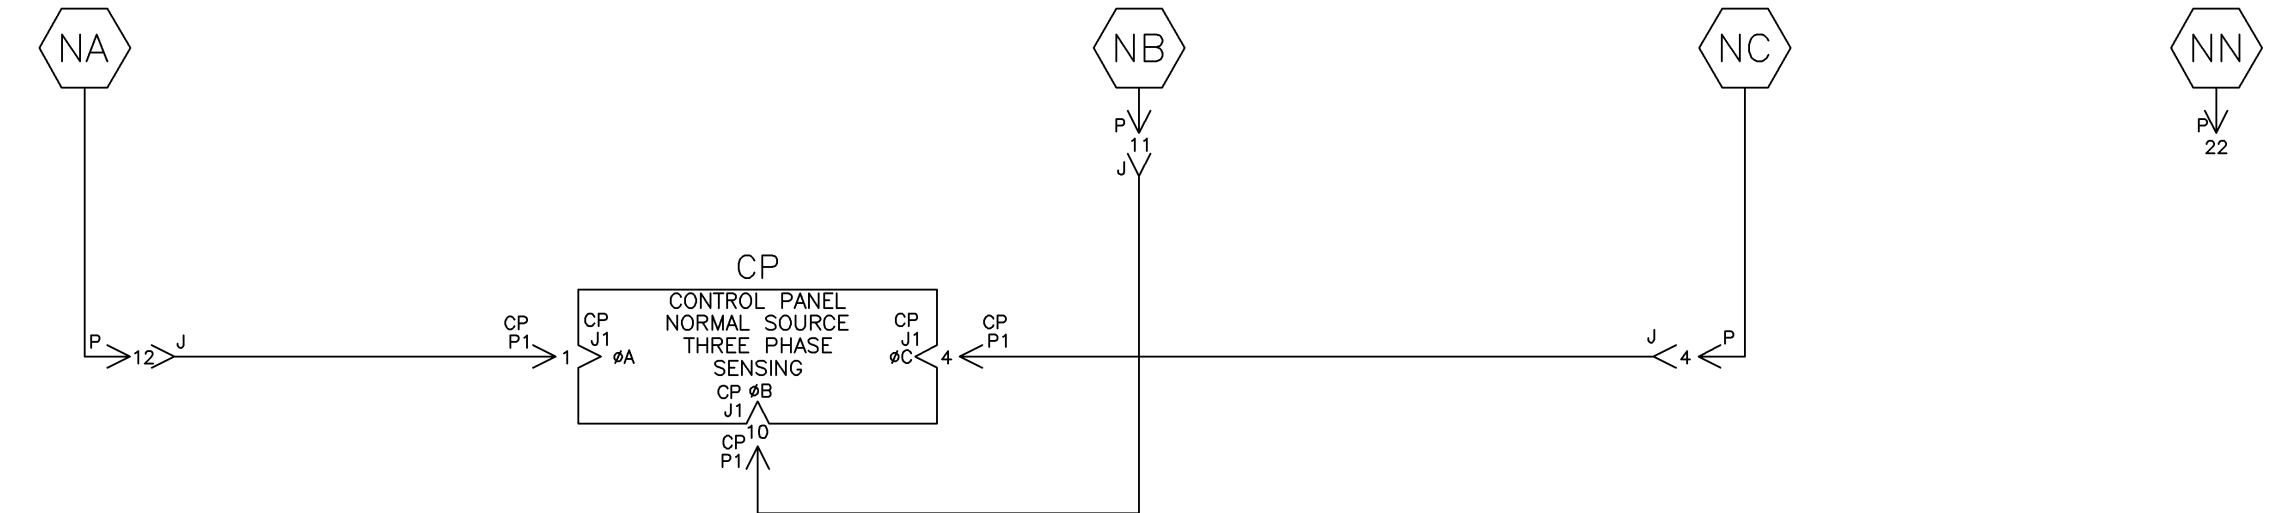 NA
NB
NC
NN
P
11
J
P
22
CP
CONTROL PANEL
NORMAL SOURCE
THREE PHASE
SENSING
P
12
J
CP
P1
1
CP
J1
ØA
CP
J1
ØC
4
CP
P1
J
4
P
CP ØB
J1
10
CP
P1